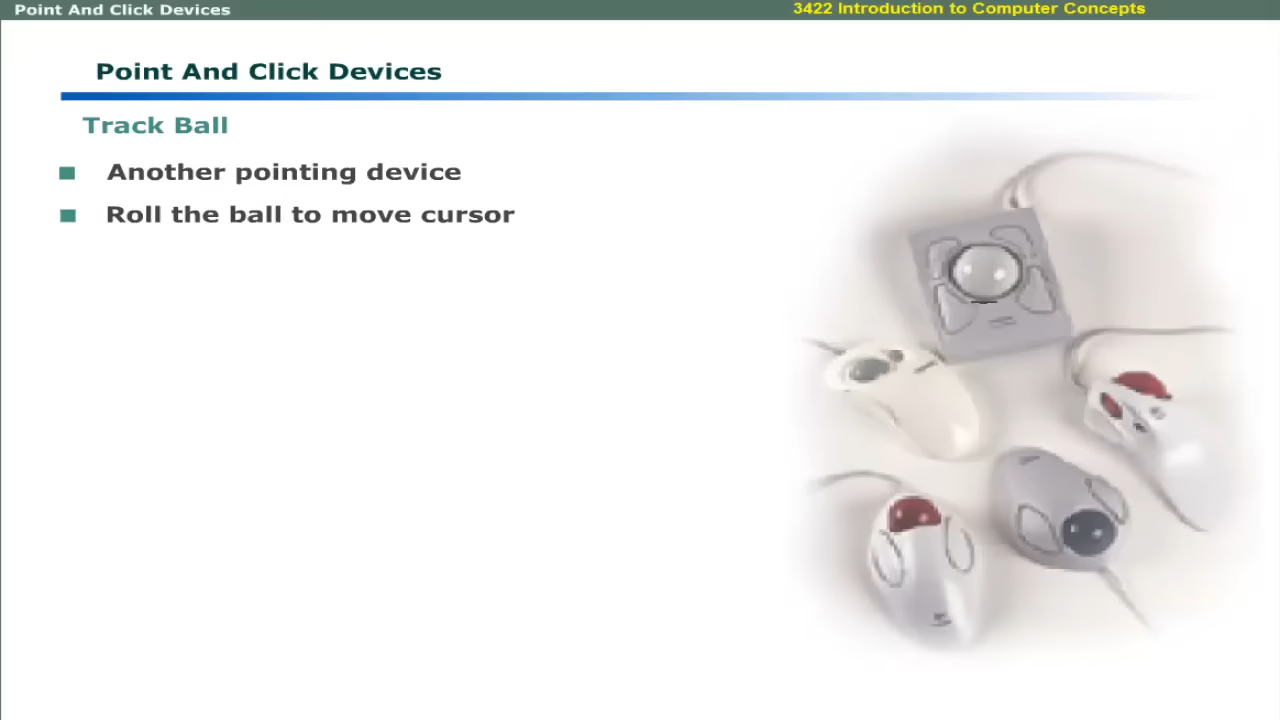 Point And Click Devices
3422 Introduction to Computer Concepts
Point And Click Devices
Track Ball
Another pointing device
Roll the ball to move cursor